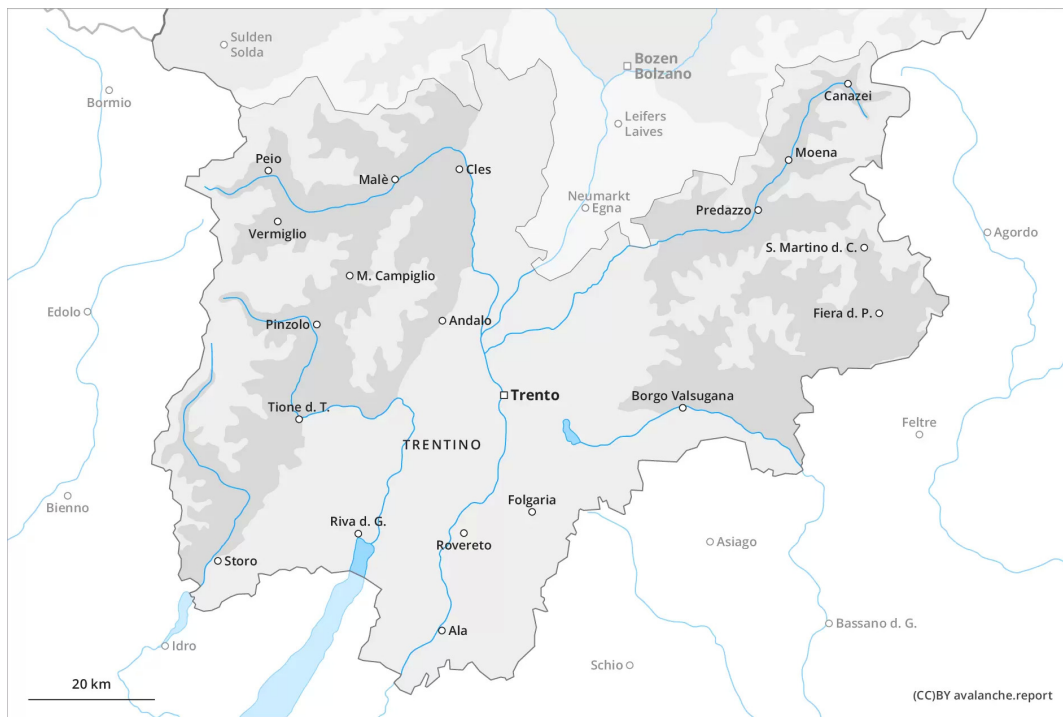 Sulden
Solda
Bozen
Bolzano
Bormio
Canazei
Leifers
Laives
Peio
Malè
Cles
Moena
Neumarkt
Egna
Predazzo
Vermiglio
Agordo
S. Martino d. C.
M. Campiglio
Edolo
Pinzolo
Andalo
Fiera d. P.
Trento
Borgo Valsugana
Tione d. T.
Feltre
TRENTINO
Bienno
Folgaria
Riva d. G.
Rovereto
Asiago
Storo
Ala
Bassano d. G.
Idro
Schio
20 km
(CC)BY avalanche.report